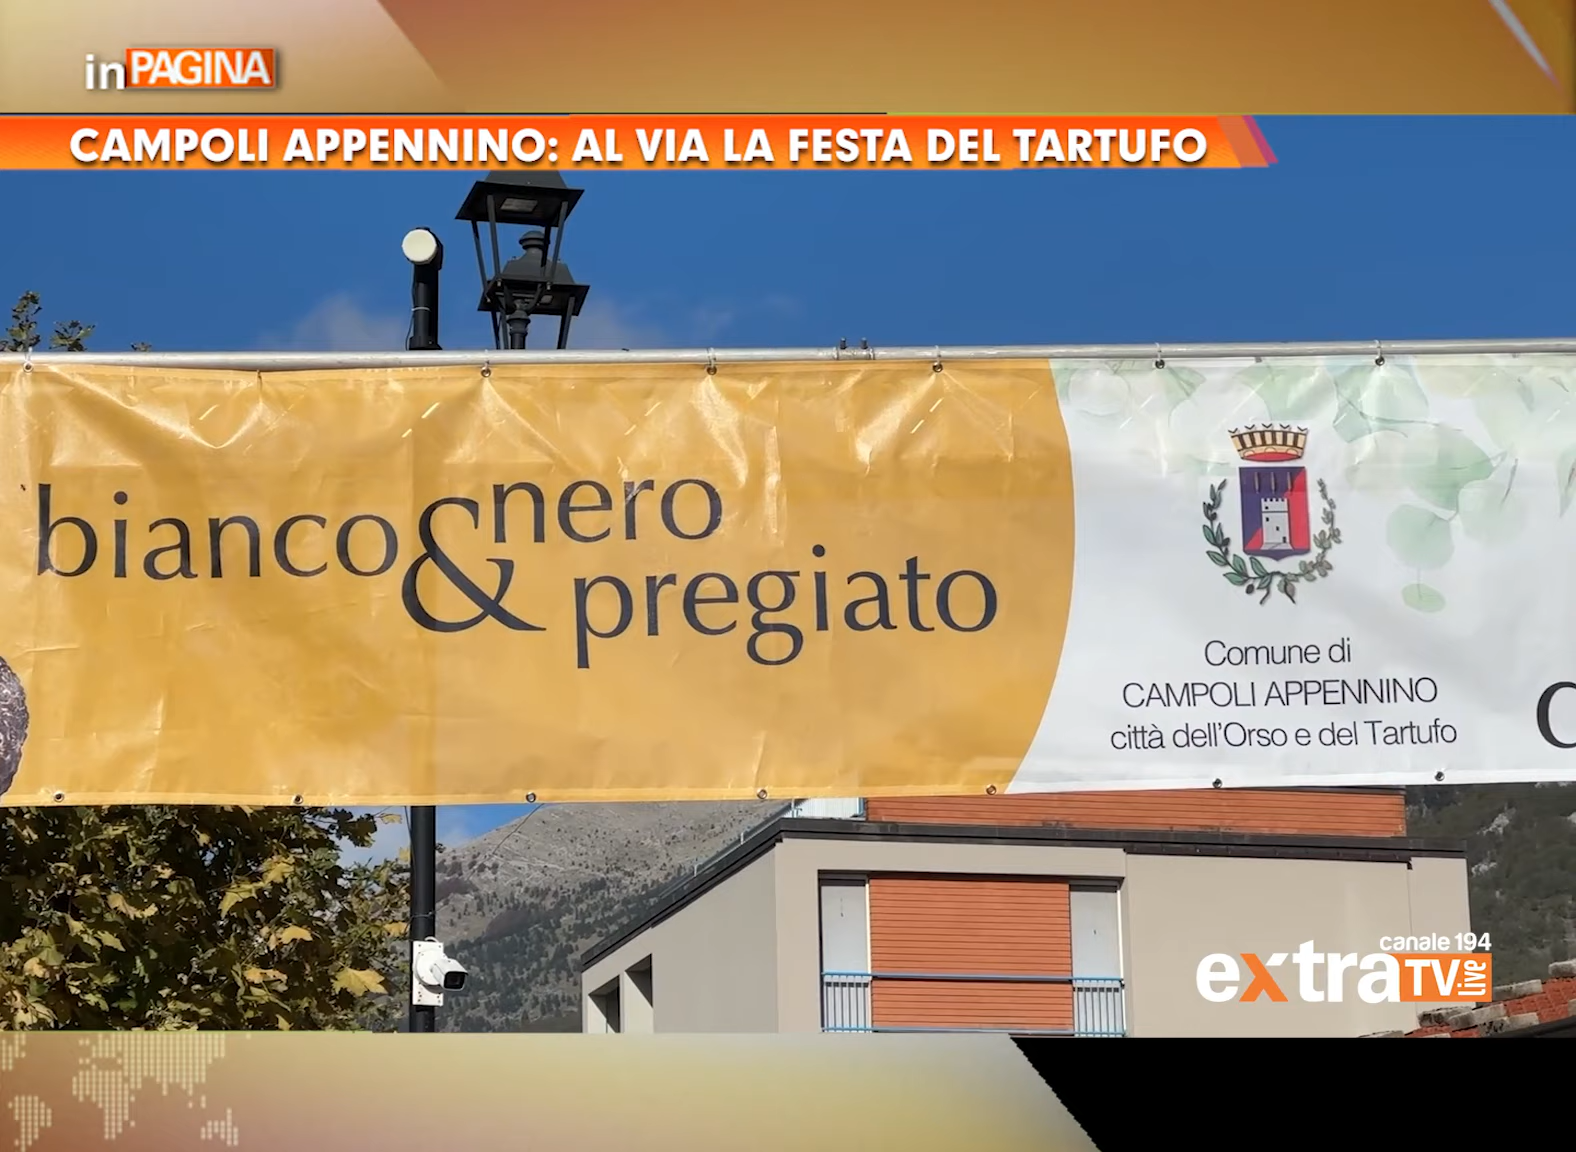 inPAGINA
CAMPOLI APPENNINO: AL VIA LA FESTA DEL TARTUFO
bianco & nero
pregiato
Comune di
CAMPOLI APPENNINO
città dell'Orso e del Tartufo
canale 194
extraTV.live